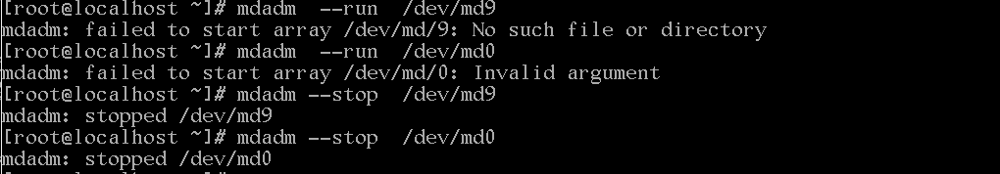 [root@localhost ~]# mdadm  --run  /dev/md9
mdadm: failed to start array /dev/md/9: No such file or directory
[root@localhost ~]# mdadm  --run  /dev/md0
mdadm: failed to start array /dev/md/0: Invalid argument
[root@localhost ~]# mdadm --stop  /dev/md9
mdadm: stopped /dev/md9
[root@localhost ~]# mdadm --stop  /dev/md0
mdadm: stopped /dev/md0
[root@localhost ~]#